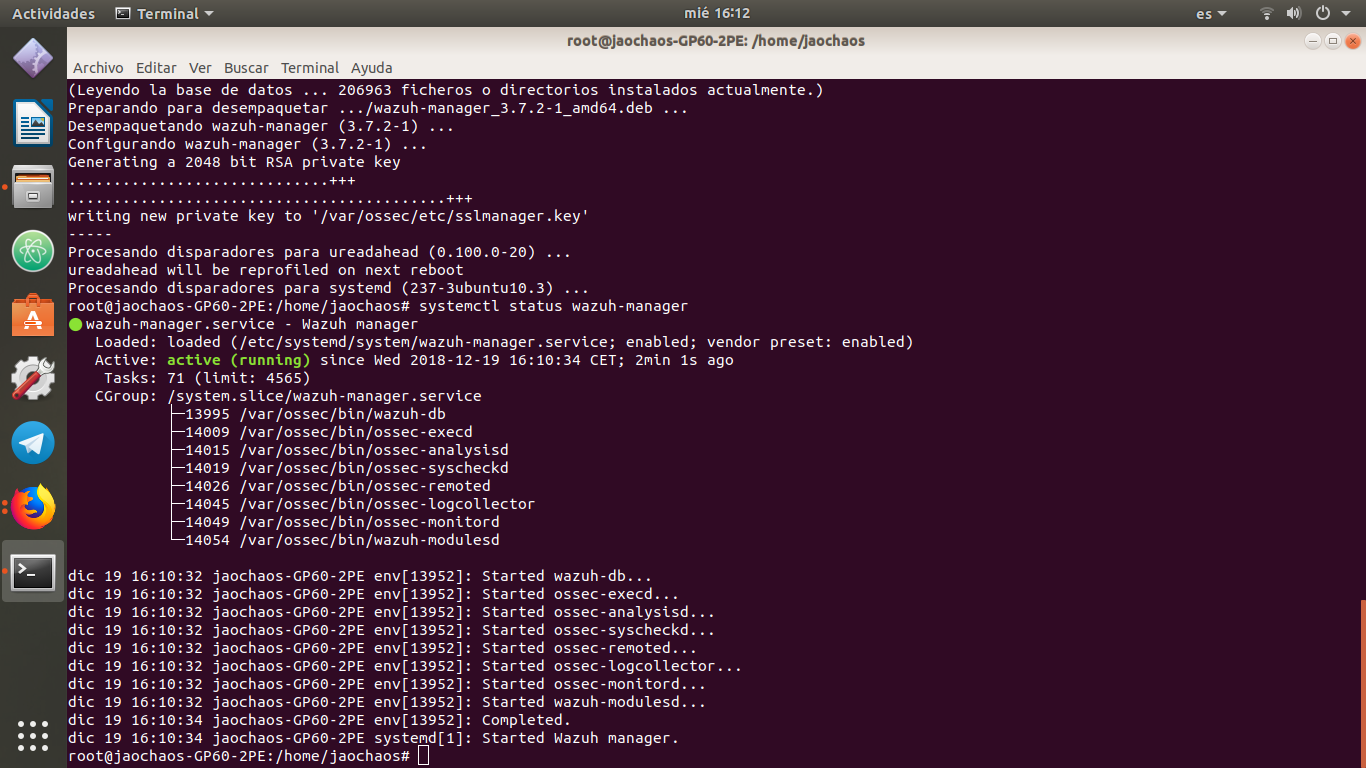 Actividades Terminal mié 16:12 es
root@jaochaos-GP60-2PE: /home/jaochaos
Archivo Editar Ver Buscar Terminal Ayuda
(Leyendo la base de datos ... 206963 ficheros o directorios instalados actualmente.)
Preparando para desempaquetar .../wazuh-manager_3.7.2-1_amd64.deb ...
Desempaquetando wazuh-manager (3.7.2-1) ...
Configurando wazuh-manager (3.7.2-1) ...
Generating a 2048 bit RSA private key
.............................+++
..........................................+++
writing new private key to '/var/ossec/etc/sslmanager.key'
-----
Procesando disparadores para ureadahead (0.100.0-20) ...
ureadahead will be reprofiled on next reboot
Procesando disparadores para systemd (237-3ubuntu10.3) ...
root@jaochaos-GP60-2PE:/home/jaochaos# systemctl status wazuh-manager
● wazuh-manager.service - Wazuh manager
   Loaded: loaded (/etc/systemd/system/wazuh-manager.service; enabled; vendor preset: enabled)
   Active: active (running) since Wed 2018-12-19 16:10:34 CET; 2min 1s ago
    Tasks: 71 (limit: 4565)
   CGroup: /system.slice/wazuh-manager.service
           ├─13995 /var/ossec/bin/wazuh-db
           ├─14009 /var/ossec/bin/ossec-execd
           ├─14015 /var/ossec/bin/ossec-analysisd
           ├─14019 /var/ossec/bin/ossec-syscheckd
           ├─14026 /var/ossec/bin/ossec-remoted
           ├─14045 /var/ossec/bin/ossec-logcollector
           ├─14049 /var/ossec/bin/ossec-monitord
           └─14054 /var/ossec/bin/wazuh-modulesd
dic 19 16:10:32 jaochaos-GP60-2PE env[13952]: Started wazuh-db...
dic 19 16:10:32 jaochaos-GP60-2PE env[13952]: Started ossec-execd...
dic 19 16:10:32 jaochaos-GP60-2PE env[13952]: Started ossec-analysisd...
dic 19 16:10:32 jaochaos-GP60-2PE env[13952]: Started ossec-syscheckd...
dic 19 16:10:32 jaochaos-GP60-2PE env[13952]: Started ossec-remoted...
dic 19 16:10:32 jaochaos-GP60-2PE env[13952]: Started ossec-logcollector...
dic 19 16:10:32 jaochaos-GP60-2PE env[13952]: Started ossec-monitord...
dic 19 16:10:32 jaochaos-GP60-2PE env[13952]: Started wazuh-modulesd...
dic 19 16:10:34 jaochaos-GP60-2PE env[13952]: Completed.
dic 19 16:10:34 jaochaos-GP60-2PE systemd[1]: Started Wazuh manager.
root@jaochaos-GP60-2PE:/home/jaochaos#